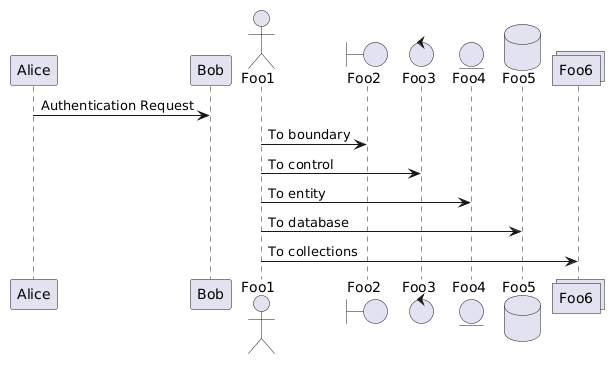 Alice Bob Foo1 Foo2 Foo3 Foo4 Foo5 Foo6
Authentication Request
To boundary
To control
To entity
To database
To collections
Alice Bob Foo1 Foo2 Foo3 Foo4 Foo5 Foo6